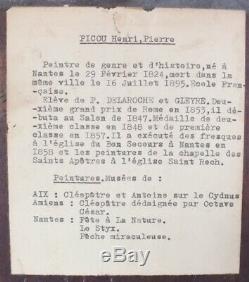 PICOU Henri,Pierre
Peintre de genre et d'histoire,né à
Nantes le 29 Février 1824,mort dans la
même ville le 16 Juillet 1895.Ecole Fran-
çaise.
Elève de P. DELAROCHE et GLEYRE.Deu-
xième grand prix de Rome en 1853,il dé-
buta au Salon de 1847.Médaille de deu-
xième classe en 1848 et de première
classe en 1857.Il a exécuté des fresques
à l'église du Bon Secours à Nantes en
1858 et les peintures de la chapelle des
Saints Apôtres à l'église Saint Roch.
Peintures.Musées de :
AIX : Cléopâtre et Antoine sur le Cydnus
Amiens: Cléopâtre dédaignée par Octave
César.
Nantes : Fête à La Nature.
Le Styx.
Pêche miraculeuse.